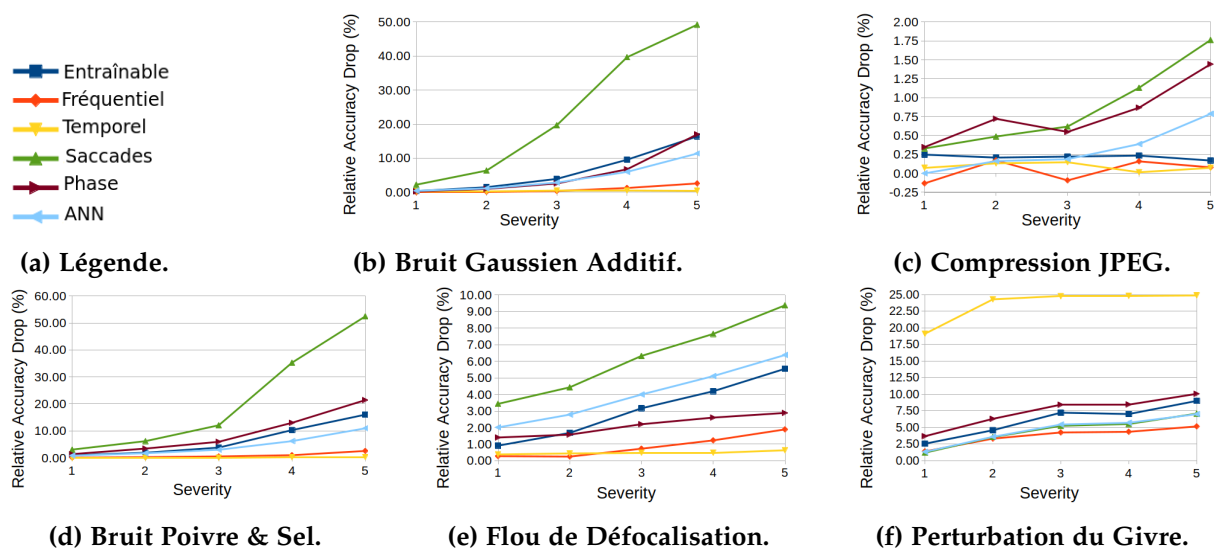 Entraînable
Fréquentiel
Temporel
Saccades
Phase
ANN
(a) Légende.
Relative Accuracy Drop (%)
50.00
40.00
30.00
20.00
10.00
0.00
1 2 3 4 5
Severity
(b) Bruit Gaussien Additif.
Relative Accuracy Drop (%)
2.00
1.75
1.50
1.25
1.00
0.75
0.50
0.25
0.00
-0.25
1 2 3 4 5
Severity
(c) Compression JPEG.
Relative Accuracy Drop (%)
60.00
50.00
40.00
30.00
20.00
10.00
0.00
1 2 3 4 5
Severity
(d) Bruit Poivre & Sel.
Relative Accuracy Drop (%)
10.00
9.00
8.00
7.00
6.00
5.00
4.00
3.00
2.00
1.00
0.00
1 2 3 4 5
Severity
(e) Flou de Défocalisation.
Relative Accuracy Drop (%)
25.00
22.50
20.00
17.50
15.00
12.50
10.00
7.50
5.00
2.50
0.00
1 2 3 4 5
Severity
(f) Perturbation du Givre.